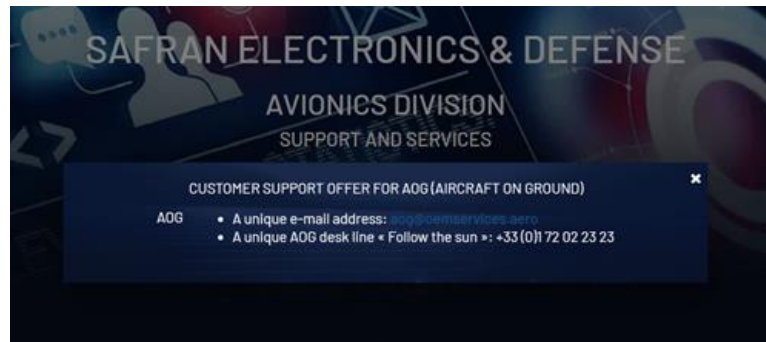 SAFRAN ELECTRONICS & DEFENSE
AVIONICS DIVISION
SUPPORT AND SERVICES
CUSTOMER SUPPORT OFFER FOR AOG (AIRCRAFT ON GROUND)
AOG • A unique e-mail address: aog@oemservices.aero
• A unique AOG desk line « Follow the sun »: +33 (0)1 72 02 23 23